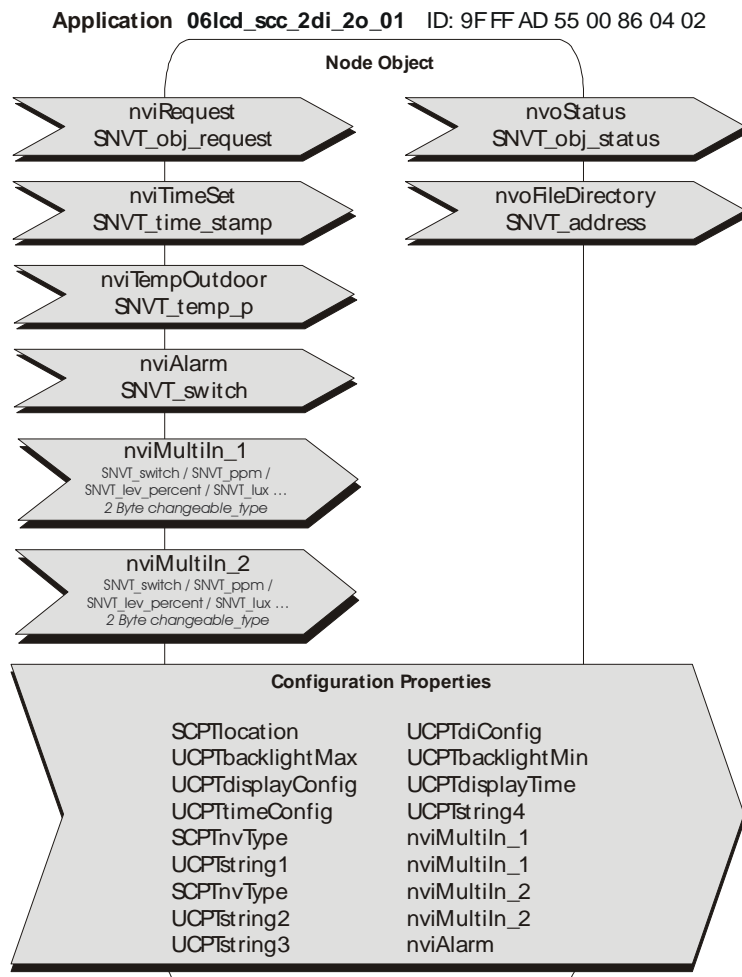 Application 06lcd_scc_2di_2o_01 ID: 9F FF AD 55 00 86 04 02
Node Object
nviRequest
SNVT_obj_request
nvoStatus
SNVT_obj_status
nviTimeSet
SNVT_time_stamp
nvoFileDirectory
SNVT_address
nviTempOutdoor
SNVT_temp_p
nviAlarm
SNVT_switch
nviMultiIn_1
SNVT_switch / SNVT_ppm /
SNVT_lev_percent / SNVT_lux ...
2 Byte changeable_type
nviMultiIn_2
SNVT_switch / SNVT_ppm /
SNVT_lev_percent / SNVT_lux ...
2 Byte changeable_type
Configuration Properties
SCPTlocation UCPTdiConfig
UCPTbacklightMax UCPTbacklightMin
UCPTdisplayConfig UCPTdisplayTime
UCPTtimeConfig UCPTstring4
SCPTnvType nviMultiIn_1
UCPTstring1 nviMultiIn_1
SCPTnvType nviMultiIn_2
UCPTstring2 nviMultiIn_2
UCPTstring3 nviAlarm